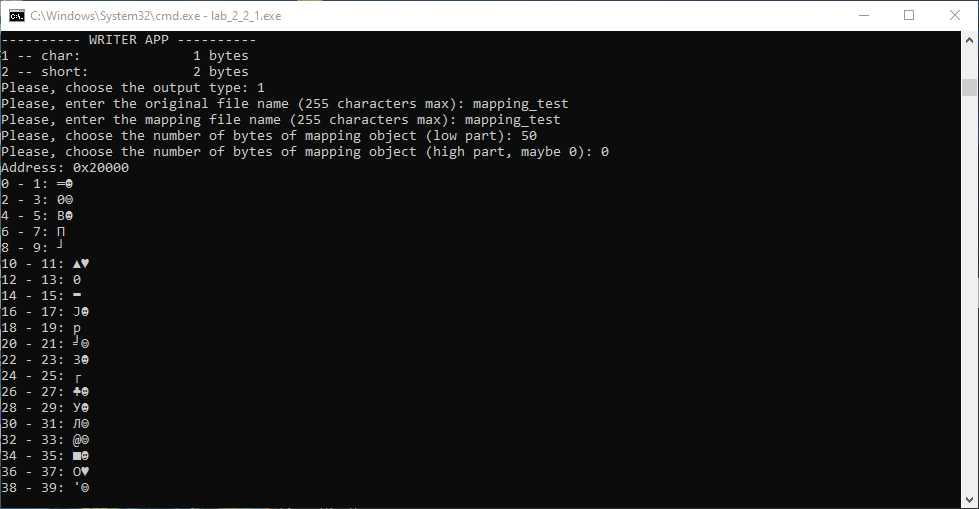 C:\Windows\System32\cmd.exe - lab_2_2_1.exe
---------- WRITER APP ----------
1 -- char:              1 bytes
2 -- short:             2 bytes
Please, choose the output type: 1
Please, enter the original file name (255 characters max): mapping_test
Please, enter the mapping file name (255 characters max): mapping_test
Please, choose the number of bytes of mapping object (low part): 50
Please, choose the number of bytes of mapping object (high part, maybe 0): 0
Address: 0x20000
0 - 1: ═☻
2 - 3: 0☺
4 - 5: В☻
6 - 7: П
8 - 9: ┘
10 - 11: ▲♥
12 - 13: 0
14 - 15: ▬
16 - 17: J☻
18 - 19: р
20 - 21: ╛☺
22 - 23: З☻
24 - 25: ┌
26 - 27: ♣☻
28 - 29: У☻
30 - 31: Л☺
32 - 33: @☺
34 - 35: ■☻
36 - 37: О♥
38 - 39: '☺